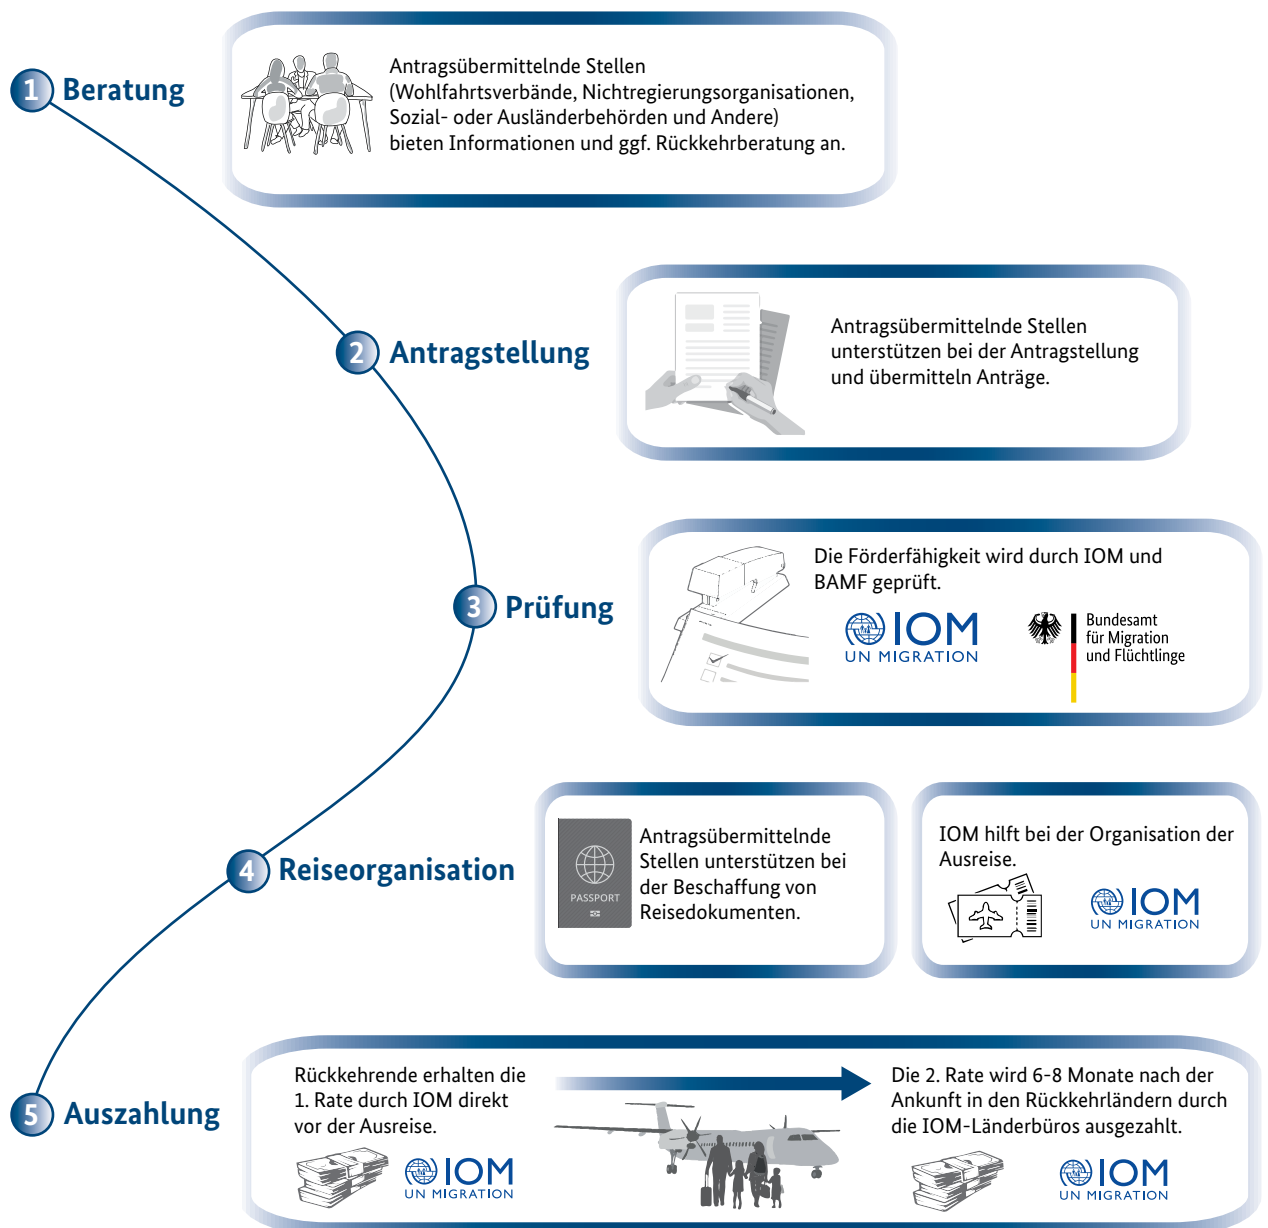 1 Beratung
Antragsübermittelnde Stellen
(Wohlfahrtsverbände, Nichtregierungsorganisationen,
Sozial- oder Ausländerbehörden und Andere)
bieten Informationen und ggf. Rückkehrberatung an.
2 Antragstellung
Antragsübermittelnde Stellen
unterstützen bei der Antragstellung
und übermitteln Anträge.
3 Prüfung
Die Förderfähigkeit wird durch IOM und
BAMF geprüft.
IOM
UN MIGRATION
Bundesamt
für Migration
und Flüchtlinge
4 Reiseorganisation
PASSPORT
Antragsübermittelnde
Stellen unterstützen bei
der Beschaffung von
Reisedokumenten.
IOM hilft bei der Organisation der
Ausreise.
IOM
UN MIGRATION
5 Auszahlung
Rückkehrende erhalten die
1. Rate durch IOM direkt
vor der Ausreise.
IOM
UN MIGRATION
Die 2. Rate wird 6-8 Monate nach der
Ankunft in den Rückkehrländern durch
die IOM-Länderbüros ausgezahlt.
IOM
UN MIGRATION